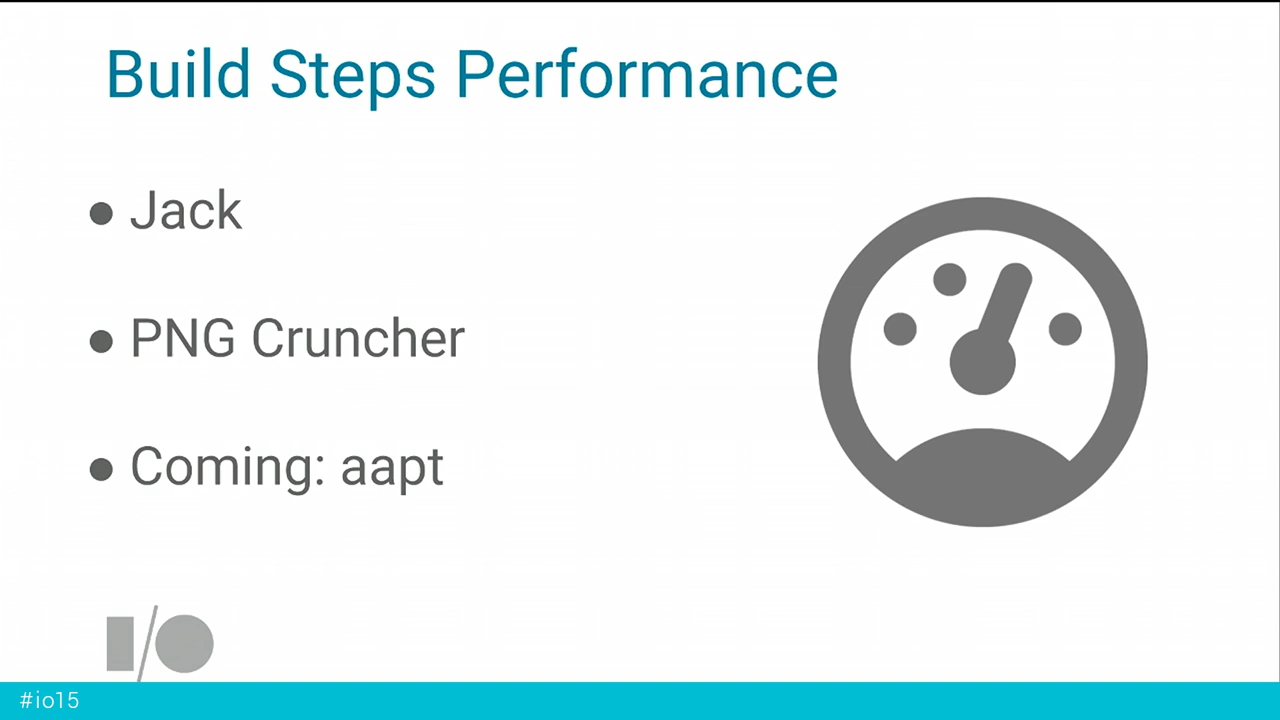 Build Steps Performance
● Jack
● PNG Cruncher
● Coming: aapt
I/O
#io15